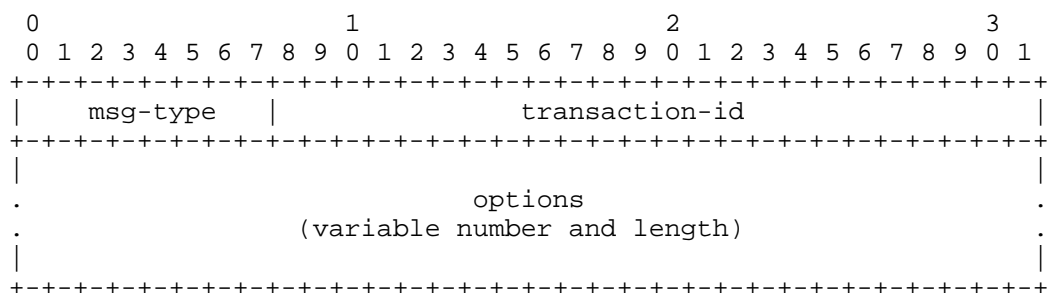 0                   1                   2                   3
 0 1 2 3 4 5 6 7 8 9 0 1 2 3 4 5 6 7 8 9 0 1 2 3 4 5 6 7 8 9 0 1
+-+-+-+-+-+-+-+-+-+-+-+-+-+-+-+-+-+-+-+-+-+-+-+-+-+-+-+-+-+-+-+-+
|    msg-type   |               transaction-id                  |
+-+-+-+-+-+-+-+-+-+-+-+-+-+-+-+-+-+-+-+-+-+-+-+-+-+-+-+-+-+-+-+-+
|                                                               |
.                            options                            .
.                 (variable number and length)                  .
|                                                               |
+-+-+-+-+-+-+-+-+-+-+-+-+-+-+-+-+-+-+-+-+-+-+-+-+-+-+-+-+-+-+-+-+